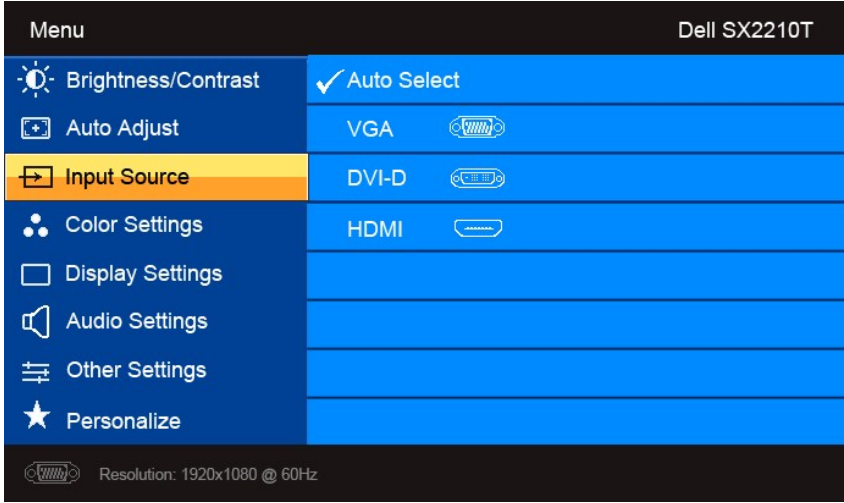 Menu Dell SX2210T
Brightness/Contrast Auto Select
Auto Adjust VGA
Input Source DVI-D
Color Settings HDMI
Display Settings
Audio Settings
Other Settings
Personalize
Resolution: 1920x1080 @ 60Hz